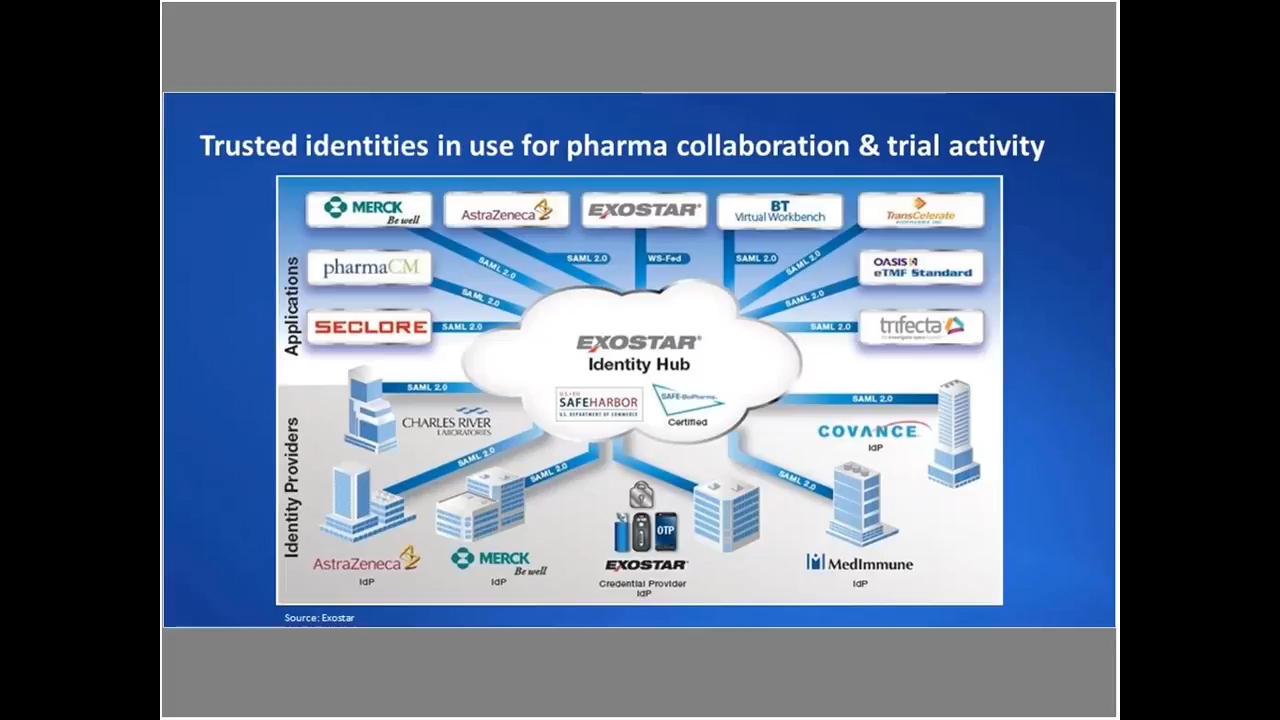 Trusted identities in use for pharma collaboration & trial activity
MERCK
Be well
AstraZeneca
EXOSTAR®
BT
Virtual Workbench
TransCelerate
BIOPHARMA INC.
pharmaCM
SAML 2.0
SAML 2.0
WS-Fed
SAML 2.0
SAML 2.0
OASIS
eTMF Standard
SECLORE
SAML 2.0
SAML 2.0
SAML 2.0
SAML 2.0
trifecta
Applications
EXOSTAR®
Identity Hub
U.S.-EU
SAFEHARBOR
U.S. DEPARTMENT OF COMMERCE
SAFE-BioPharma
Certified
SAML 2.0
CHARLES RIVER
LABORATORIES
SAML 2.0
COVANCE
IdP
Identity Providers
SAML 2.0
SAML 2.0
SAML 2.0
OTP
AstraZeneca
IdP
MERCK
Be well
IdP
EXOSTAR®
Credential Provider
IdP
MedImmune
IdP
Source: Exostar